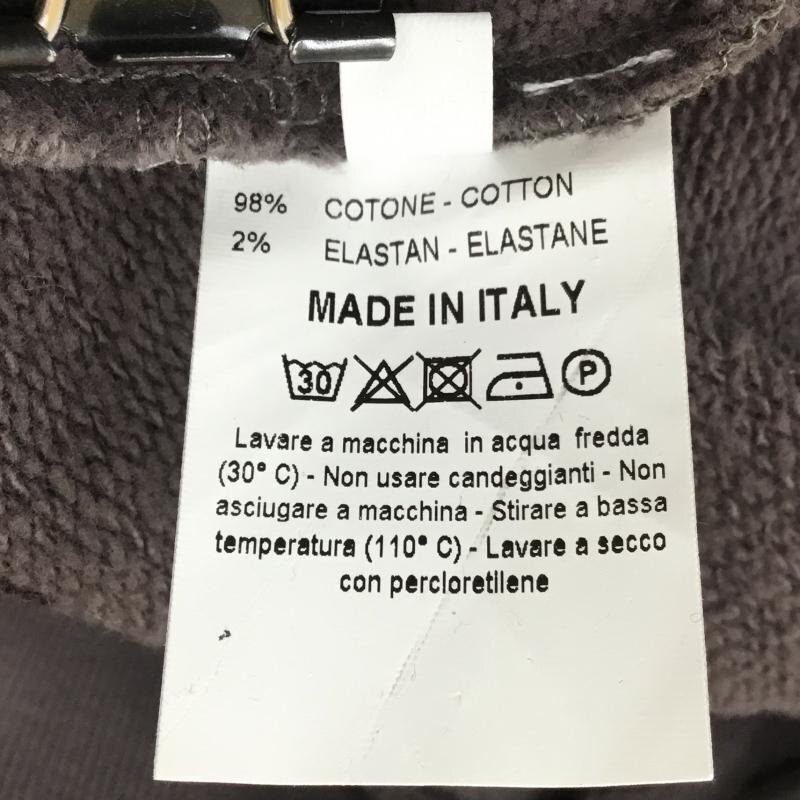 98% COTONE - COTTON
2% ELASTAN - ELASTANE
MADE IN ITALY
30 P
Lavare a macchina in acqua fredda
(30° C) - Non usare candeggianti - Non
asciugare a macchina - Stirare a bassa
temperatura (110° C) - Lavare a secco
con percloretilene